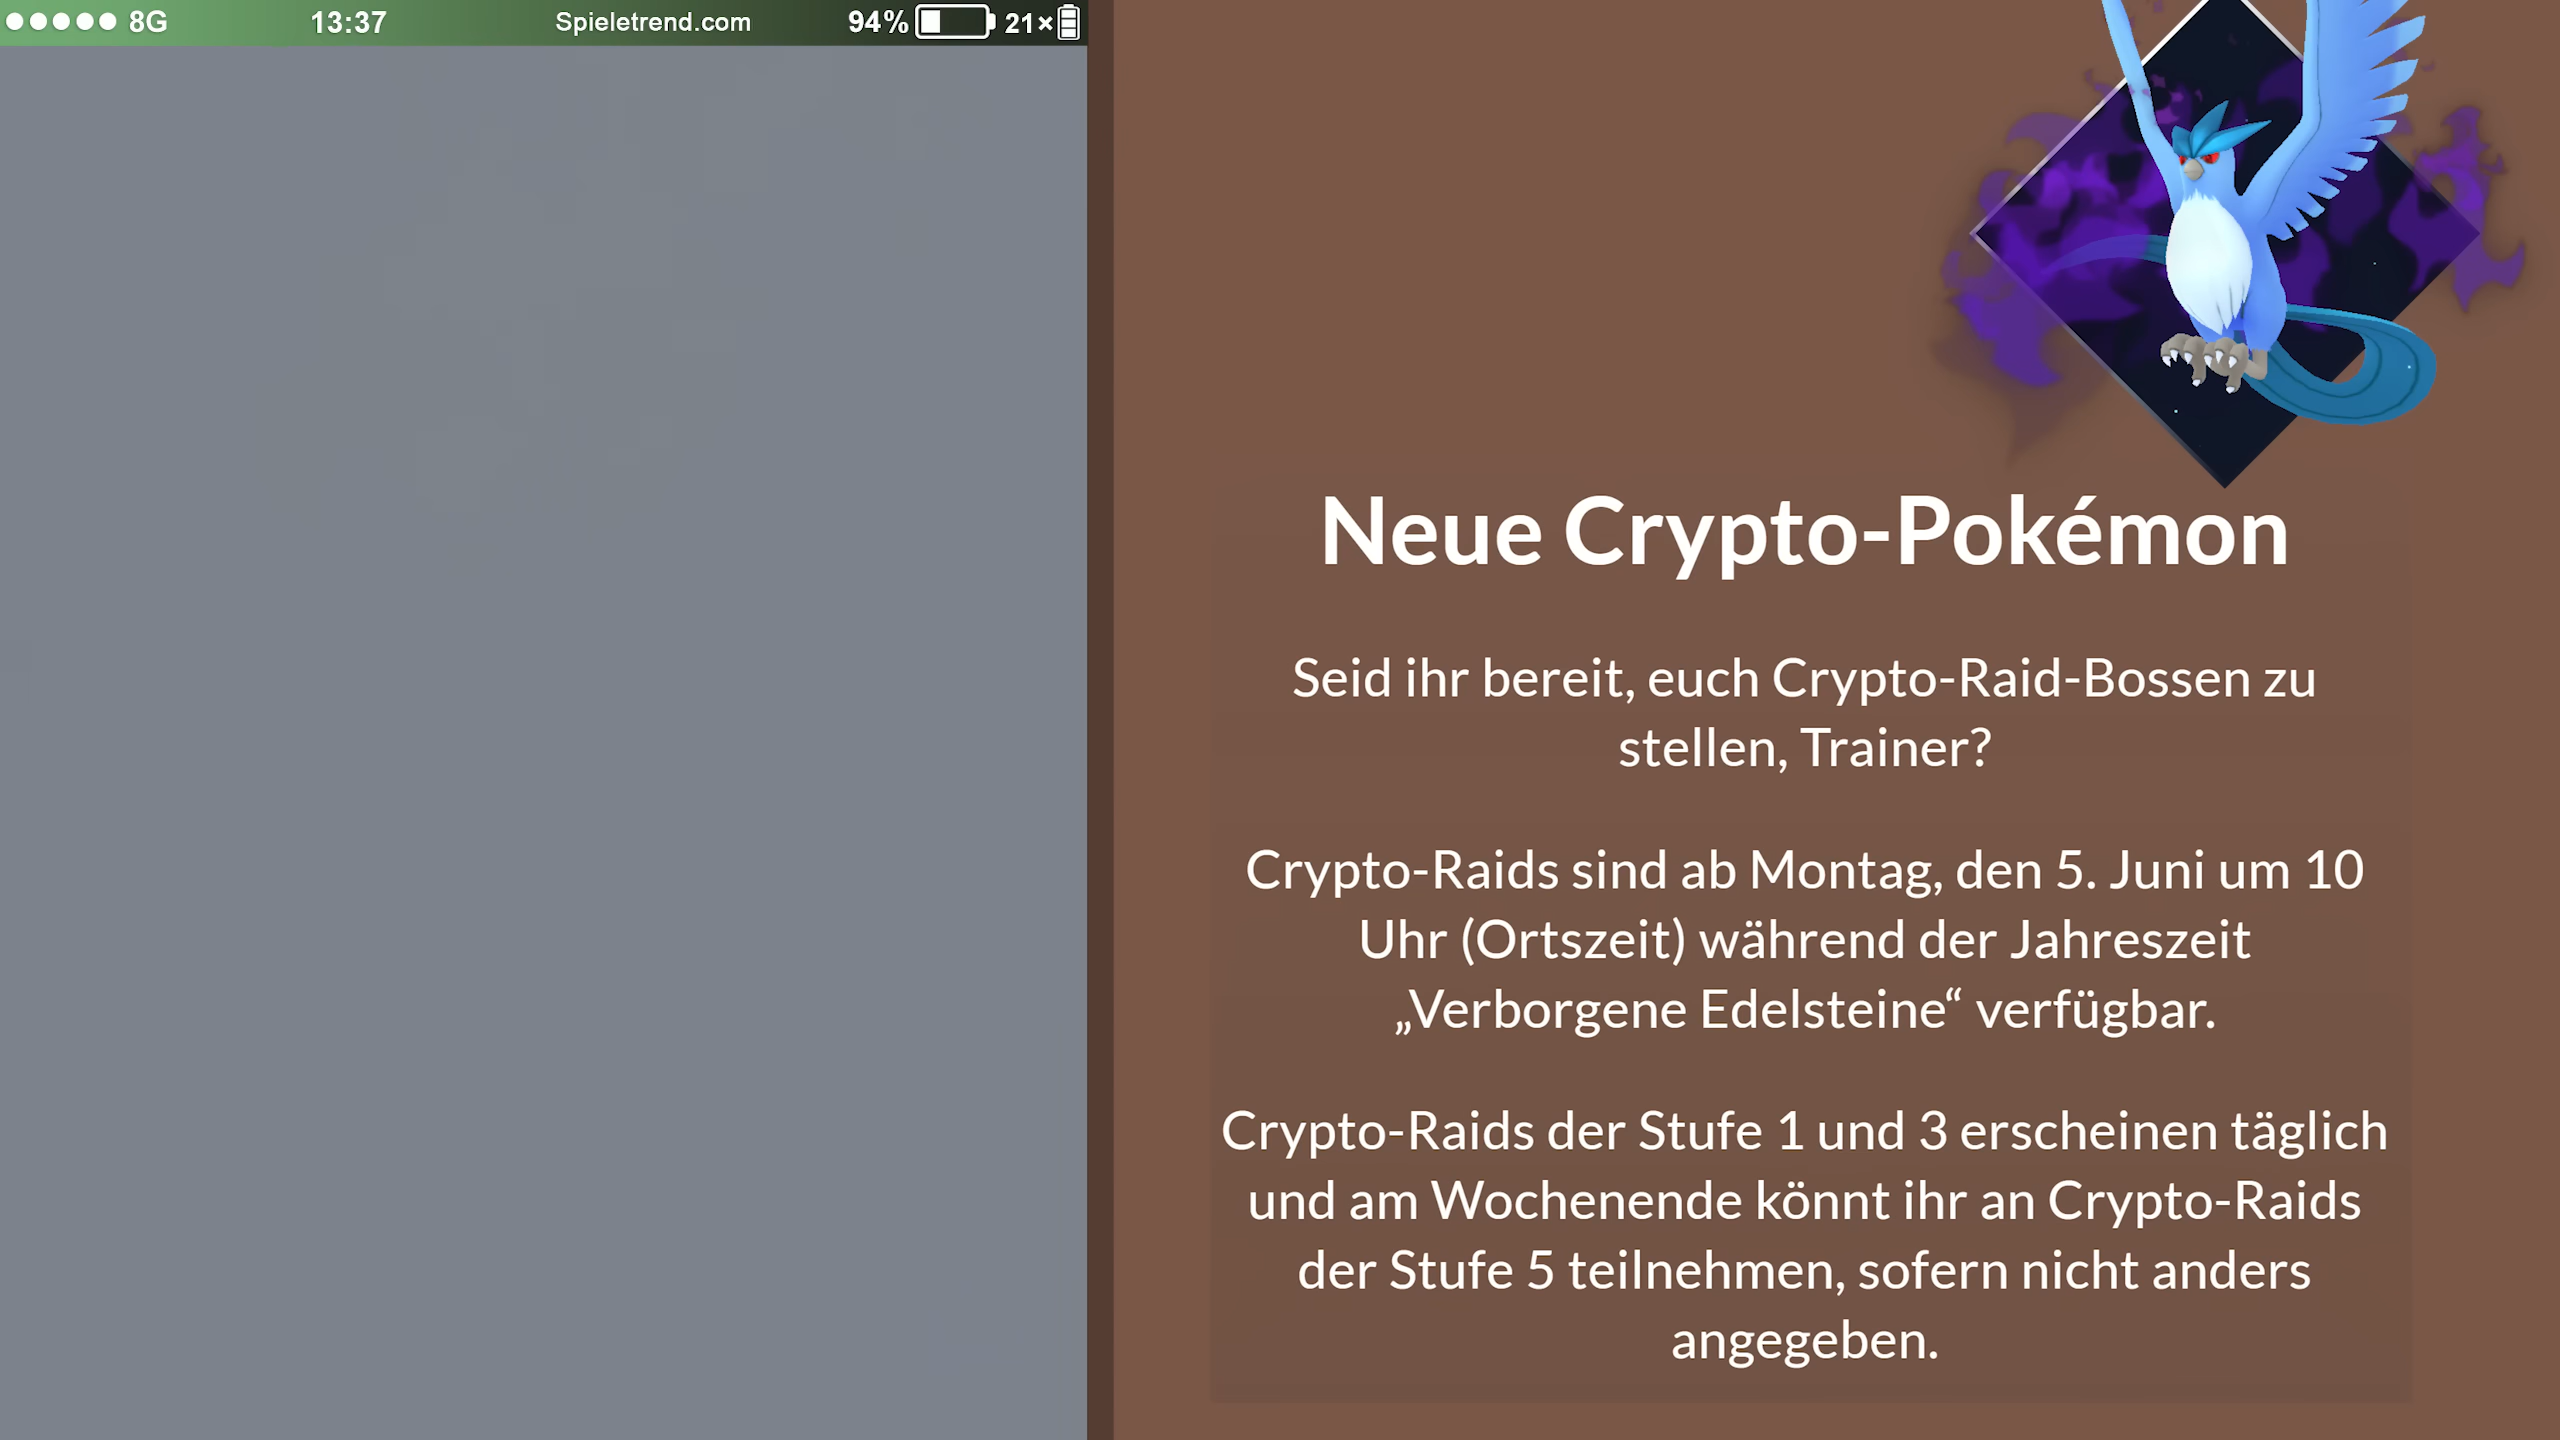 8G 13:37 Spieletrend.com 94% 21×
Neue Crypto-Pokémon
Seid ihr bereit, euch Crypto-Raid-Bossen zu
stellen, Trainer?
Crypto-Raids sind ab Montag, den 5. Juni um 10
Uhr (Ortszeit) während der Jahreszeit
„Verborgene Edelsteine“ verfügbar.
Crypto-Raids der Stufe 1 und 3 erscheinen täglich
und am Wochenende könnt ihr an Crypto-Raids
der Stufe 5 teilnehmen, sofern nicht anders
angegeben.